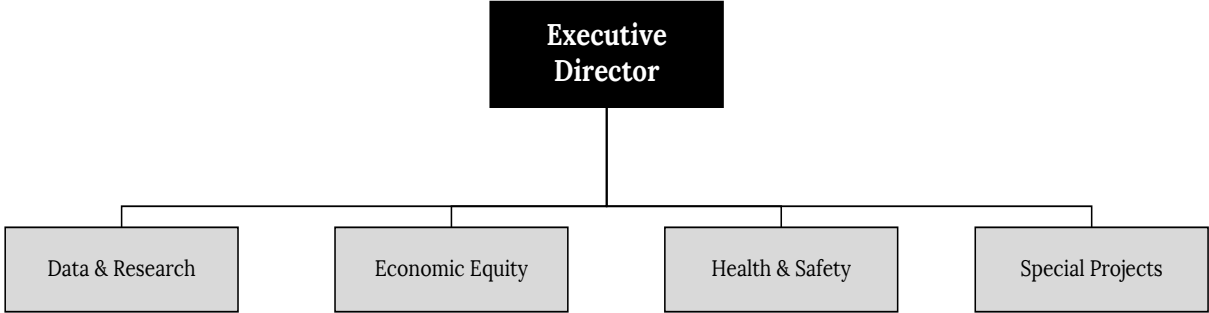 Executive
Director
Data & Research
Economic Equity
Health & Safety
Special Projects